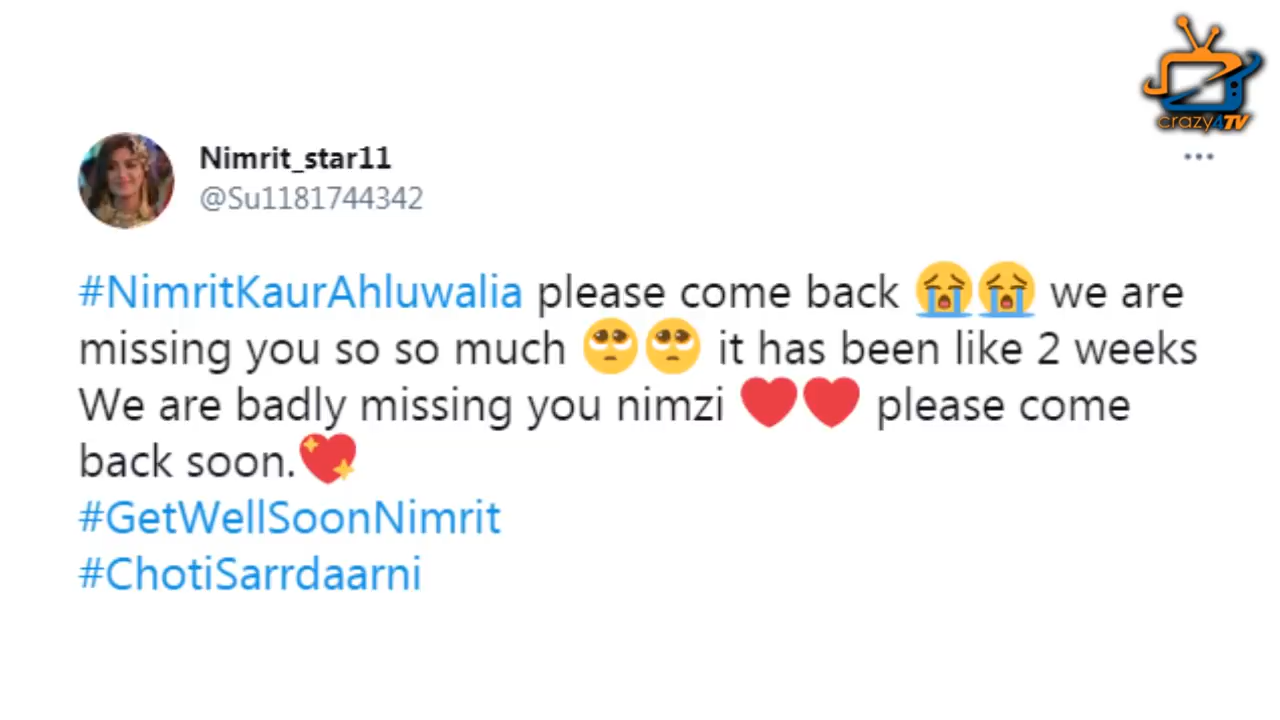 crazy4TV
Nimrit_star11
@Su1181744342
#NimritKaurAhluwalia please come back 😭😭 we are
missing you so so much 🥺🥺 it has been like 2 weeks
We are badly missing you nimzi ❤️❤️ please come
back soon.💖
#GetWellSoonNimrit
#ChotiSarrdaarni